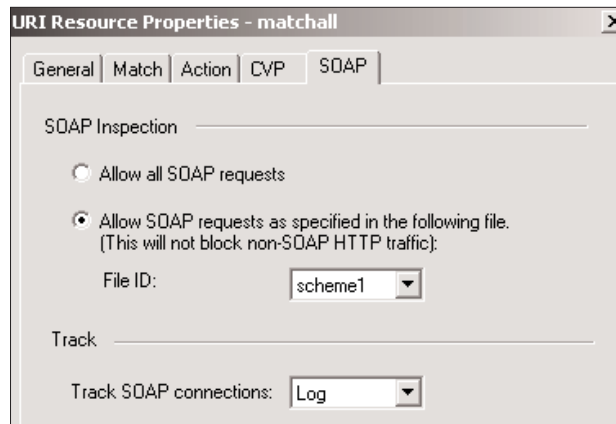 URI Resource Properties - matchall
General Match Action CVP SOAP
SOAP Inspection
Allow all SOAP requests
Allow SOAP requests as specified in the following file.
(This will not block non-SOAP HTTP traffic):
File ID: scheme1
Track
Track SOAP connections: Log